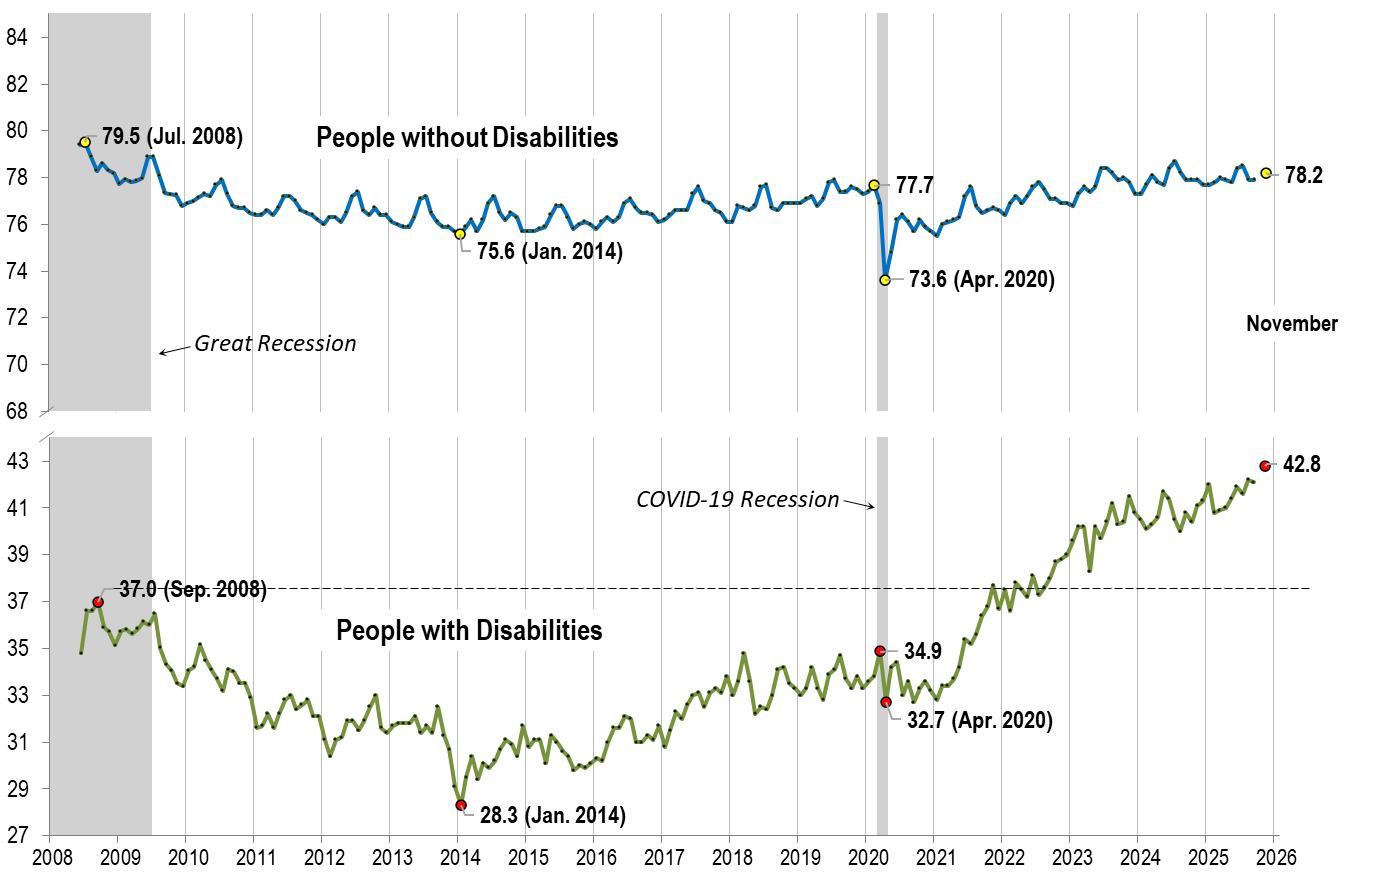 84
82
80
79.5 (Jul. 2008)
People without Disabilities
78
77.7
78.2
76
75.6 (Jan. 2014)
74
73.6 (Apr. 2020)
72
November
Great Recession
70
68
43
42.8
COVID-19 Recession
41
39
37.0 (Sep. 2008)
37
People with Disabilities
35
34.9
33
32.7 (Apr. 2020)
31
29
28.3 (Jan. 2014)
27
2008 2009 2010 2011 2012 2013 2014 2015 2016 2017 2018 2019 2020 2021 2022 2023 2024 2025 2026